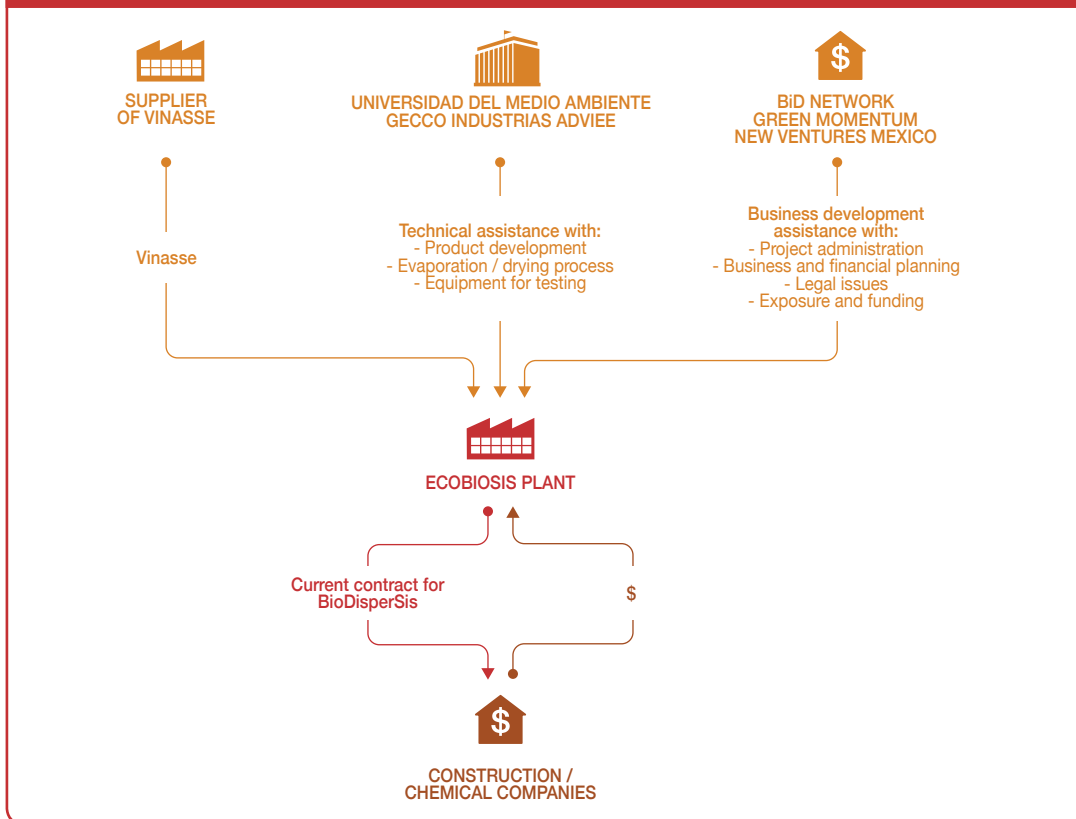 SUPPLIER
OF VINASSE
UNIVERSIDAD DEL MEDIO AMBIENTE
GECCO INDUSTRIAS ADVIEE
$
BiD NETWORK
GREEN MOMENTUM
NEW VENTURES MEXICO
Vinasse
Technical assistance with:
- Product development
- Evaporation / drying process
- Equipment for testing
Business development
assistance with:
- Project administration
- Business and financial planning
- Legal issues
- Exposure and funding
ECOBIOSIS PLANT
Current contract for
BioDisperSis
$
$
CONSTRUCTION /
CHEMICAL COMPANIES